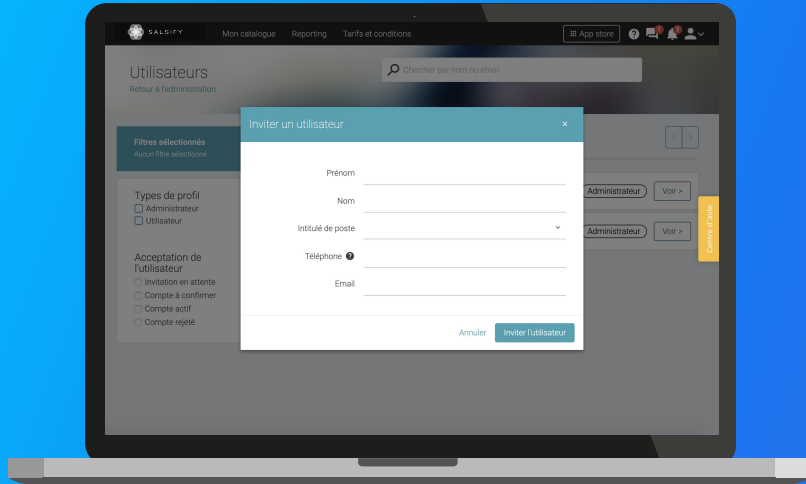 SALSIFY
Mon catalogue
Reporting
Tarifs et conditions
App store
?
1
3
Utilisateurs
Retour à l'administration
Chercher par nom ou email
Filtres sélectionnés
Aucun filtre sélectionné
Types de profil
Administrateur
Utilisateur
Acceptation de
l'utilisateur
Invitation en attente
Compte à confirmer
Compte actif
Compte rejeté
Inviter un utilisateur
×
Prénom
Nom
Intitulé de poste
Téléphone ?
Email
Annuler
Inviter l'utilisateur
< >
Administrateur
Voir >
Administrateur
Voir >
Centre d'aide